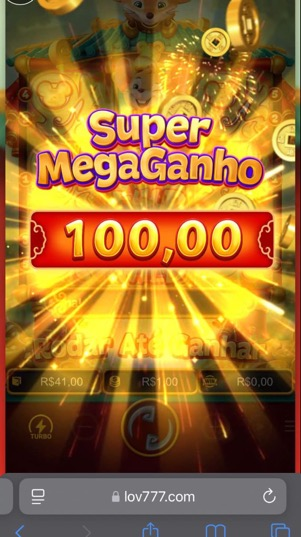 Super
MegaGanho
100,00
Rodar Até Ganhar
R$41,00
R$1,00
R$0,00
TURBO
lov777.com